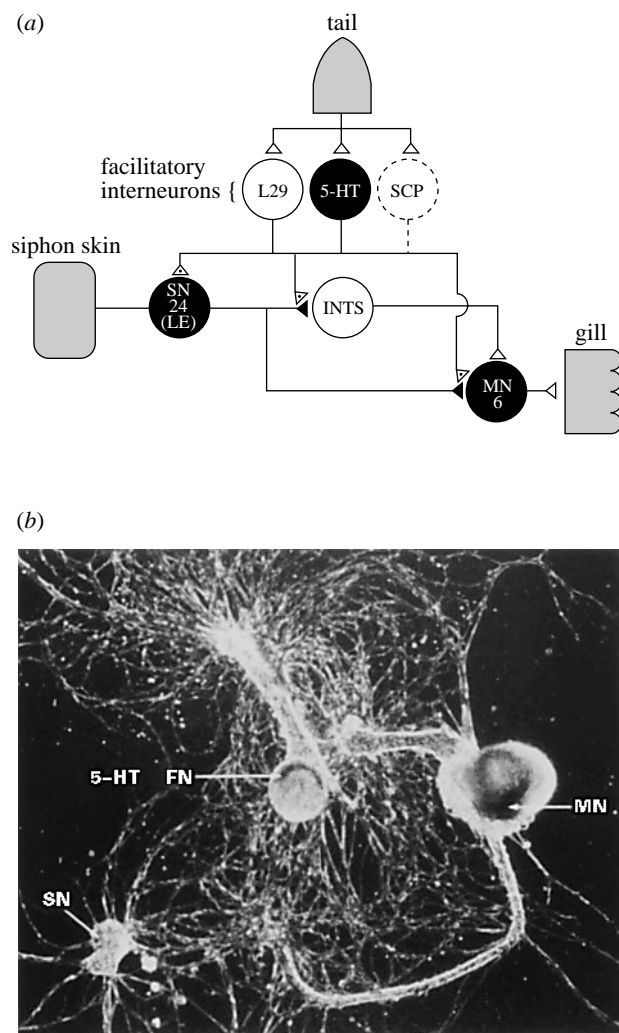 (a)
tail
facilitatory
interneurons {
L29
5-HT
SCP
siphon skin
SN
24
(LE)
INTS
gill
MN
6
(b)
5-HT FN
MN
SN